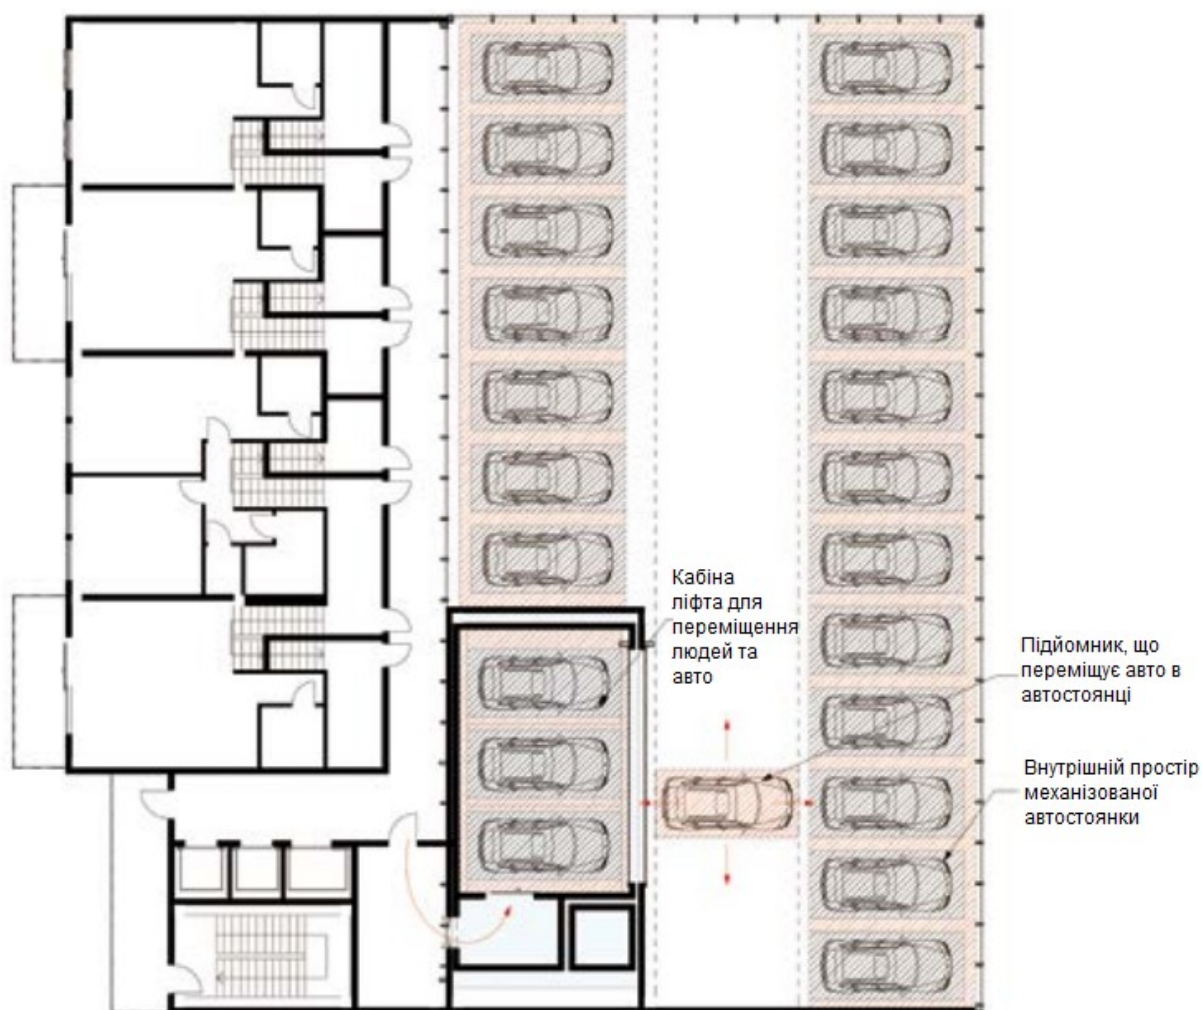 Кабіна
ліфта для
переміщення
людей та
авто
Підйомник, що
переміщує авто в
автостоянці
Внутрішній простір
механізованої
автостоянки